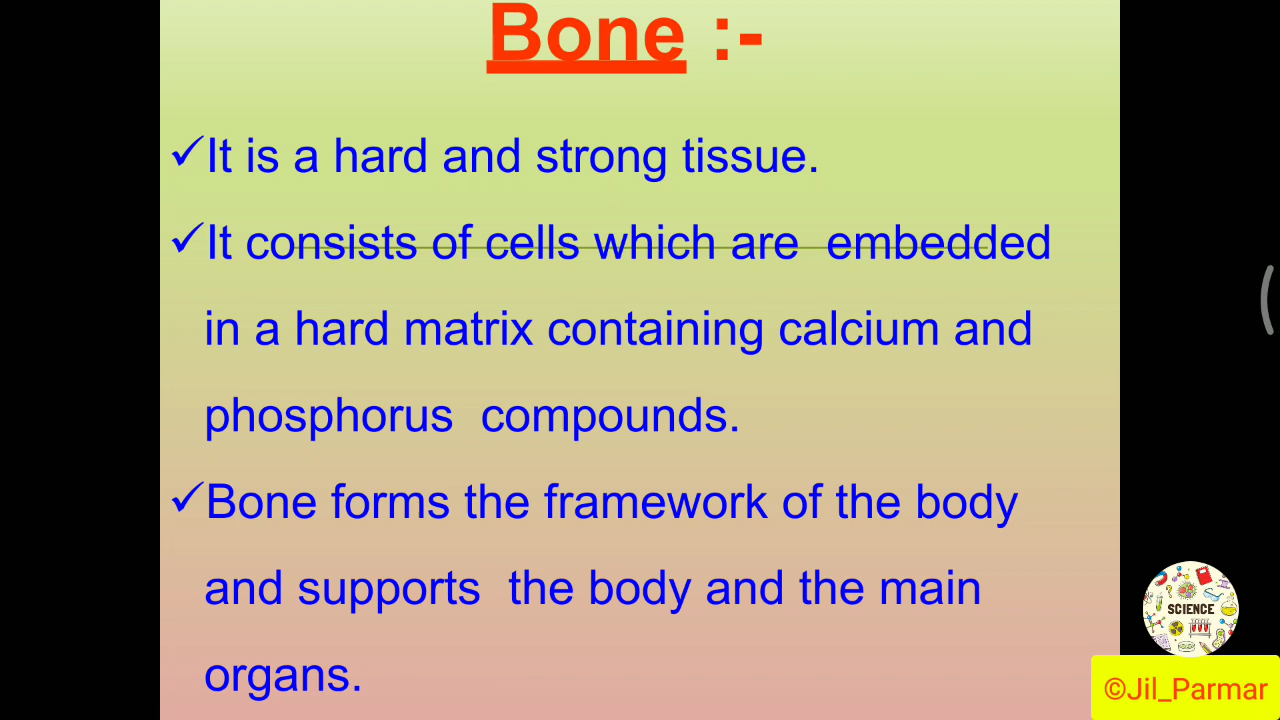 Bone :-
✓It is a hard and strong tissue.
✓It consists of cells which are embedded
in a hard matrix containing calcium and
phosphorus compounds.
✓Bone forms the framework of the body
and supports the body and the main
organs.
SCIENCE
©Jil_Parmar